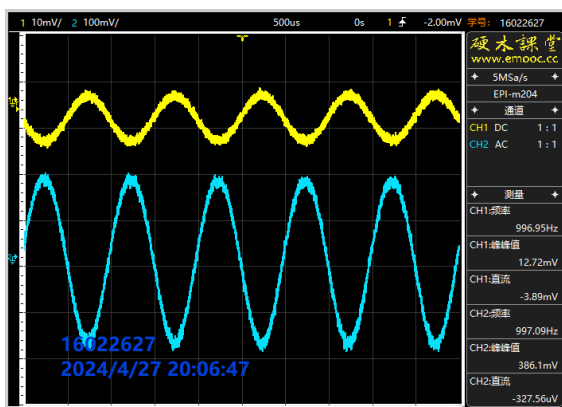 1 10mV/ 2 100mV/ 500us 0s 1 -2.00mV 学号: 16022627
硬木課堂
www.emooc.cc
5MSa/s
EPI-m204
通道
CH1 DC 1 : 1
CH2 AC 1 : 1
测量
CH1:频率
996.95Hz
CH1:峰峰值
12.72mV
CH1:直流
-3.89mV
CH2:频率
997.09Hz
CH2:峰峰值
386.1mV
CH2:直流
-327.56uV
16022627
2024/4/27 20:06:47